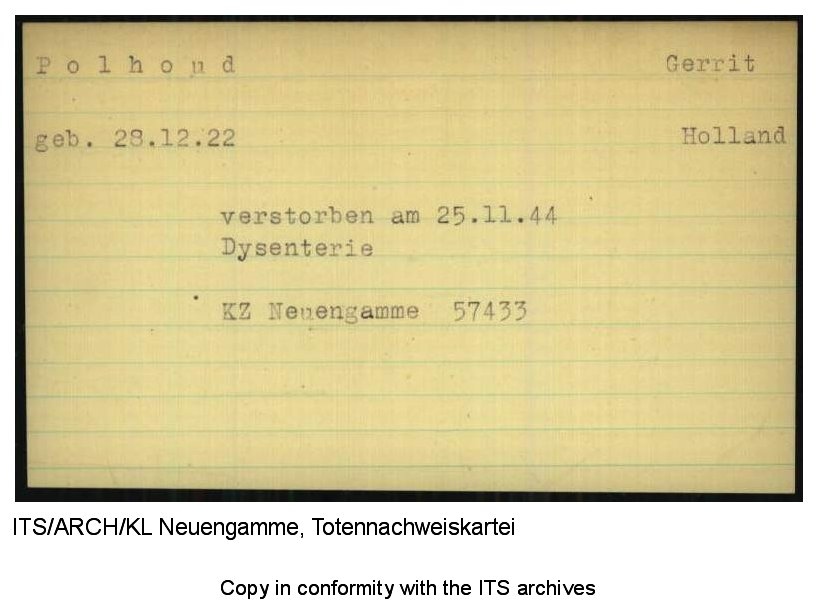 P o l h o u d Gerrit
geb. 28.12.22 Holland
verstorben am 25.11.44
Dysenterie
KZ Neuengamme 57433
ITS/ARCH/KL Neuengamme, Totennachweiskartei
Copy in conformity with the ITS archives